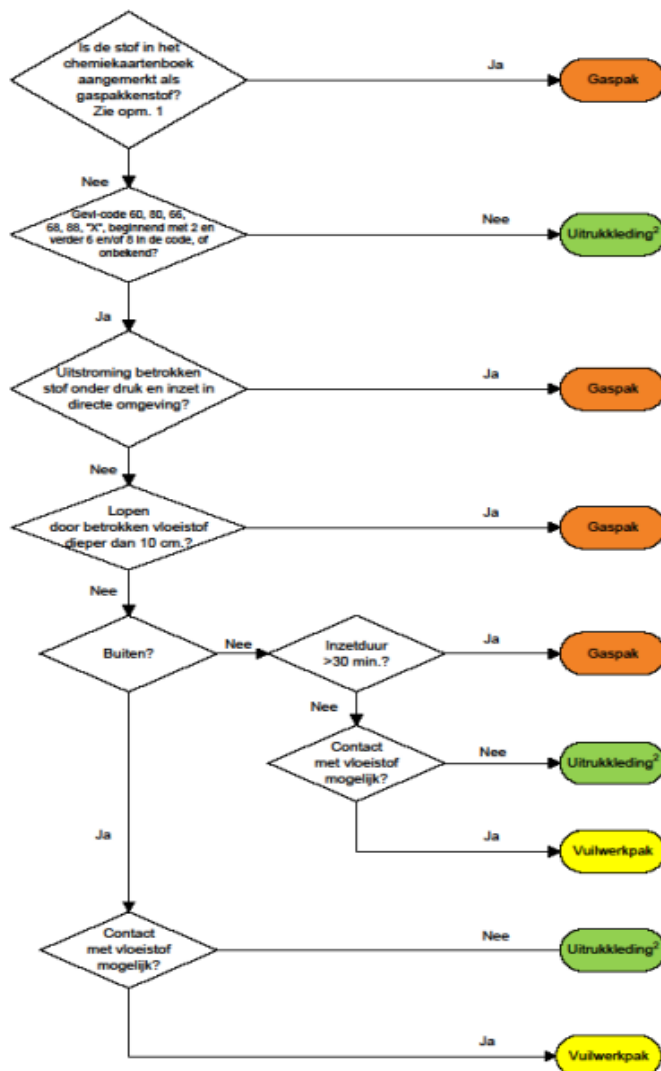 Is de stof in het
chemiekaartenboek
aangemerkt als
gaspakkenstof?
Zie opm. 1
Ja
Gaspak
Nee
Gevi-code 60, 80, 66,
68, 88, "X", beginnend met 2 en
verder 6 en/of 8 in de code, of
onbekend?
Nee
Uitrukkleding²
Ja
Uitstroming betrokken
stof onder druk en inzet in
directe omgeving?
Ja
Gaspak
Nee
Lopen
door betrokken vloeistof
dieper dan 10 cm.?
Ja
Gaspak
Nee
Buiten?
Nee
Inzetduur
>30 min.?
Ja
Gaspak
Nee
Contact
met vloeistof
mogelijk?
Nee
Uitrukkleding²
Ja
Ja
Vuilwerkpak
Contact
met vloeistof
mogelijk?
Nee
Uitrukkleding²
Ja
Vuilwerkpak